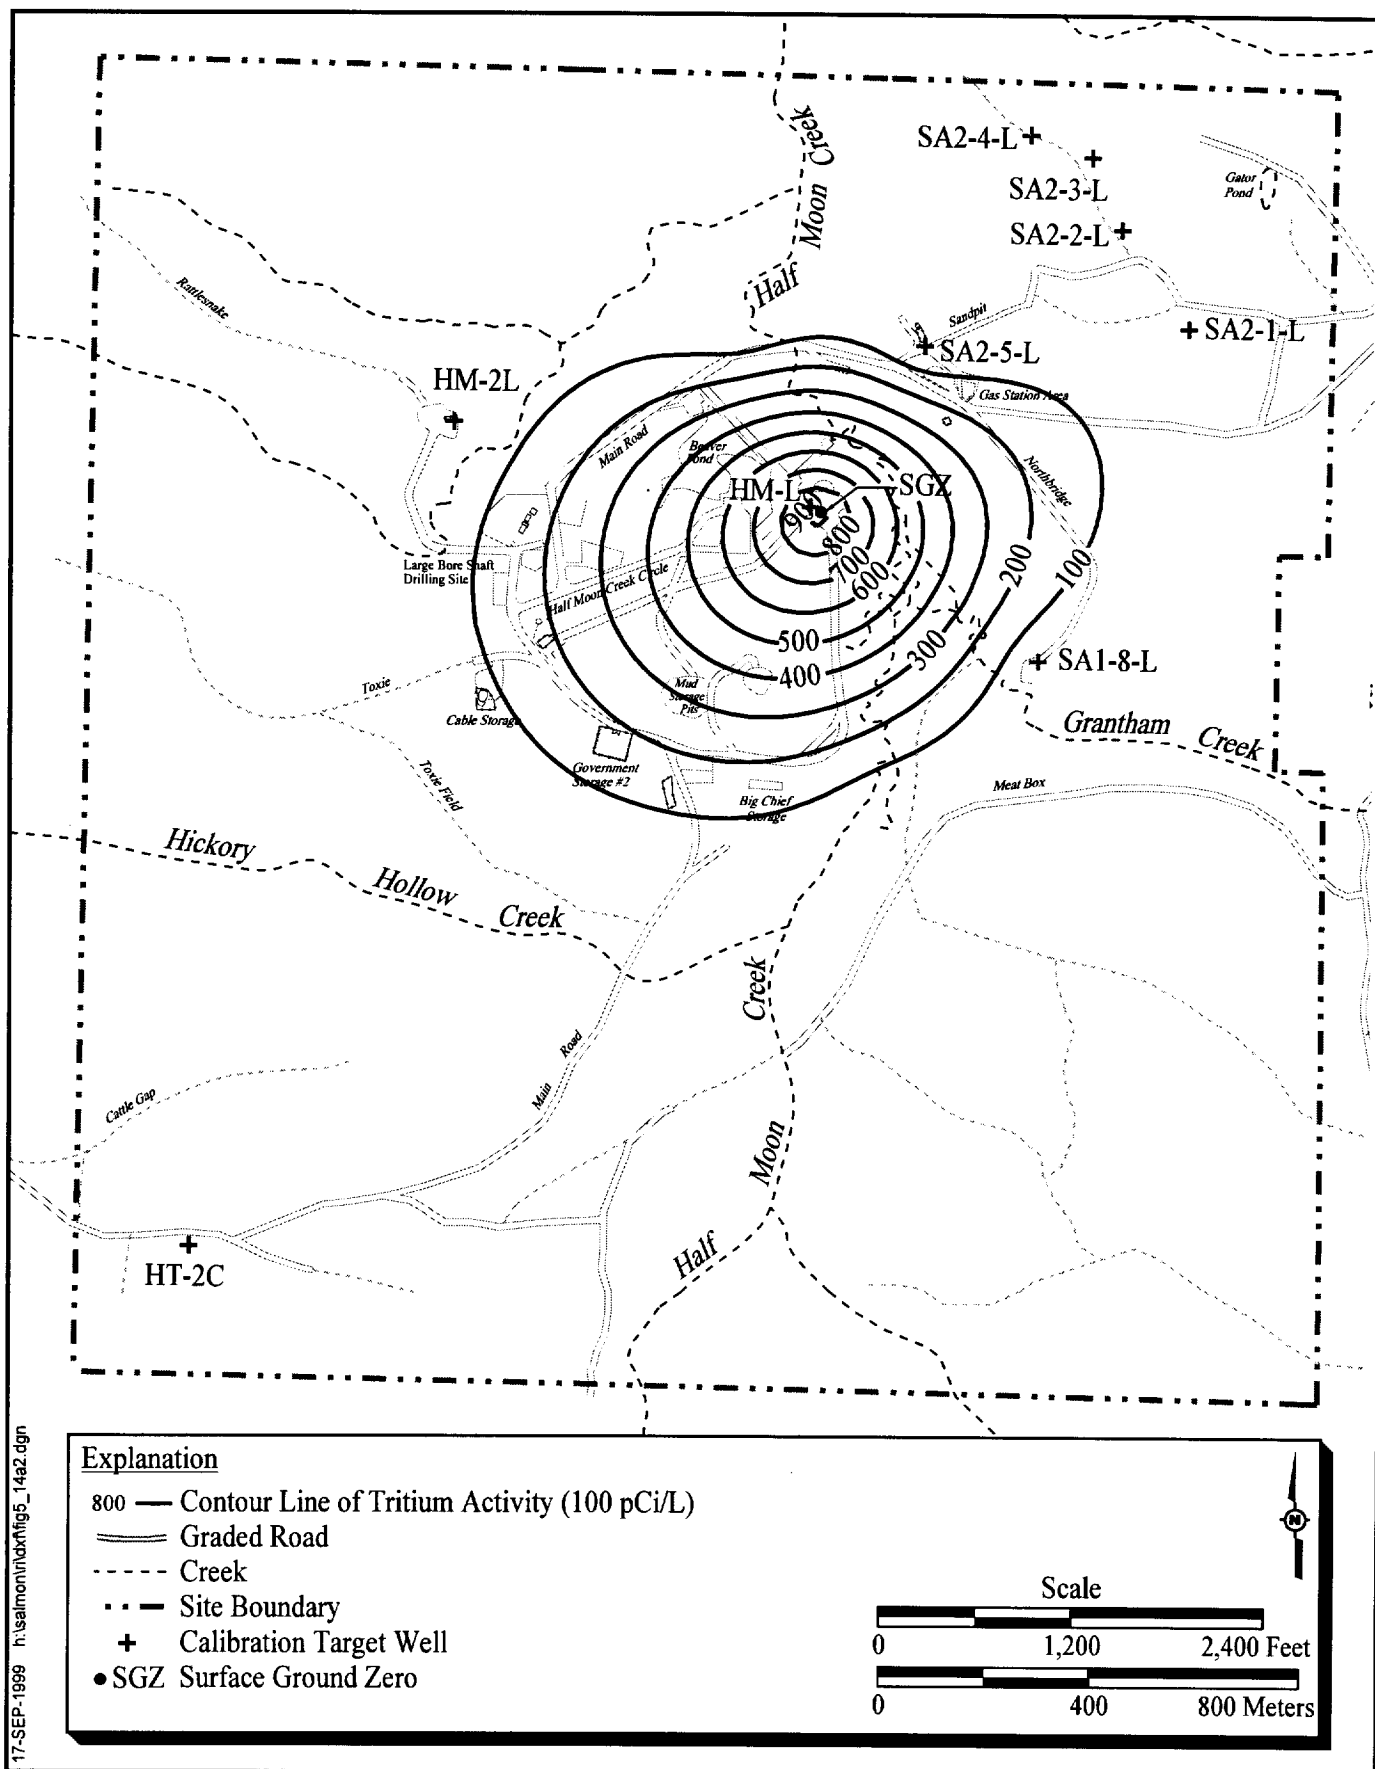 Half Moon Creek
SA2-4-L
SA2-3-L
SA2-2-L
Gator
Pond
Rattlesnake
Sandpit
SA2-1-L
SA2-5-L
HM-2L
Gas Station Area
Main Road
Beaver
Pond
Northbridge
HM-L
SGZ
900
800
700
600
500
400
300
200
100
Large Bore Shaft
Drilling Site
Half Moon Creek Circle
SA1-8-L
Toxie
Mud
Storage
Pits
Cable Storage
Grantham Creek
Government
Storage #2
Toxie Field
Big Chief
Storage
Meat Box
Hickory Hollow Creek
Main Road
Cattle Gap
Half Moon Creek
HT-2C
Explanation
800 Contour Line of Tritium Activity (100 pCi/L)
Graded Road
Creek
Site Boundary
Calibration Target Well
SGZ Surface Ground Zero
N
Scale
0 1,200 2,400 Feet
0 400 800 Meters
17-SEP-1999 h:\salmon\ri\dxf\fig5_14a2.dgn